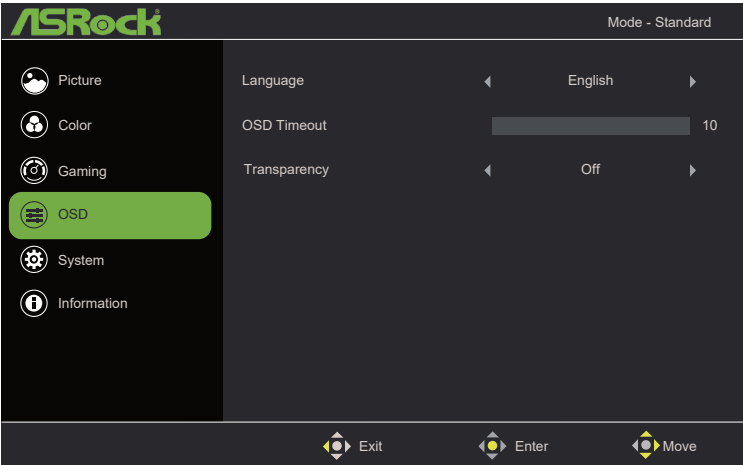 ASRock
Mode - Standard
Picture
Color
Gaming
OSD
System
Information
Language English
OSD Timeout 10
Transparency Off
Exit Enter Move